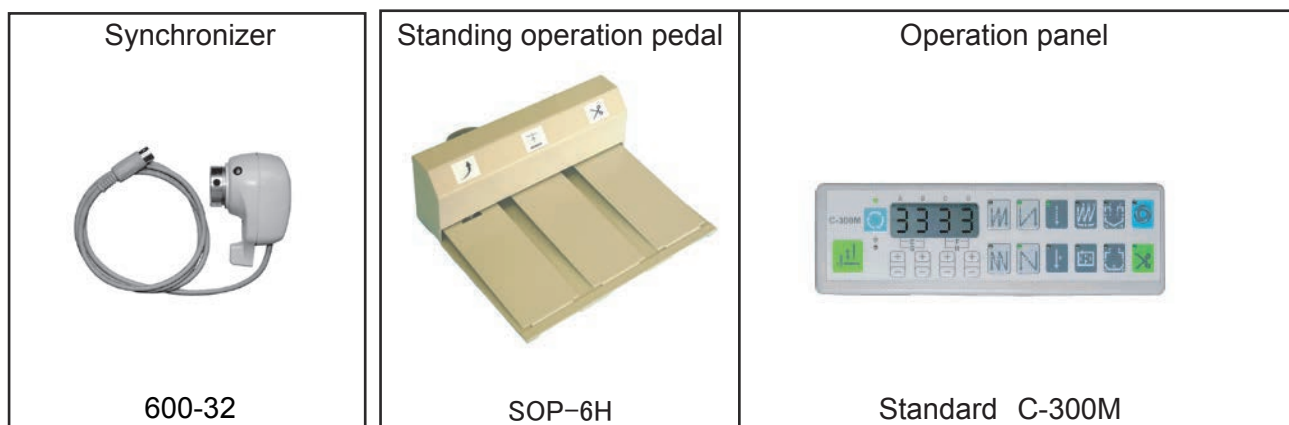 Synchronizer
Standing operation pedal
Operation panel
C-300M
A B C D
3333
600-32
SOP-6H
Standard C-300M